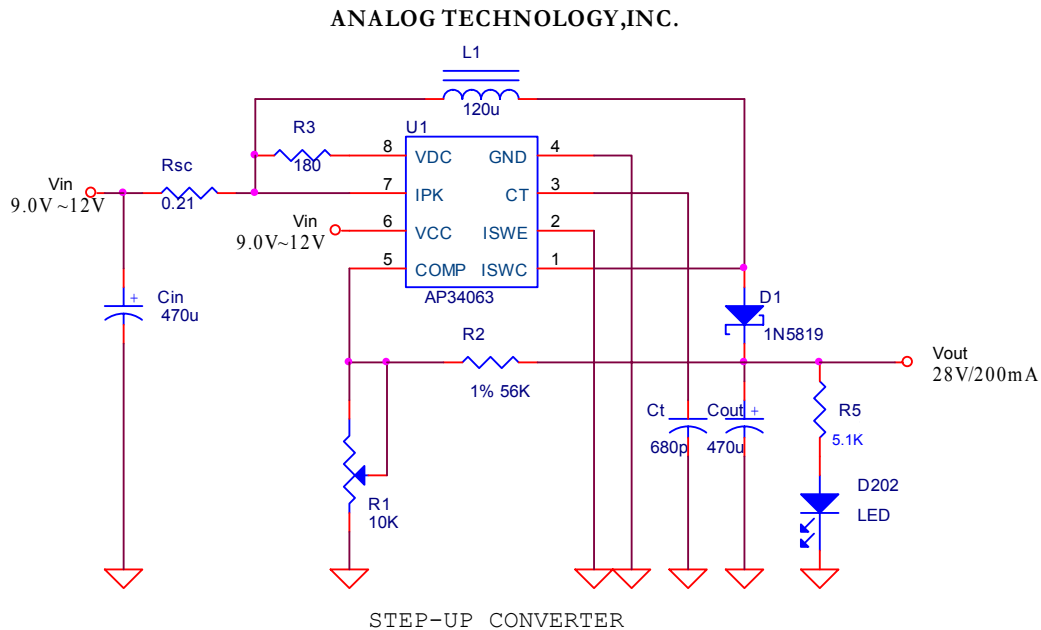 ANALOG TECHNOLOGY,INC.
L1
120u
R3
180
U1
8 VDC GND 4
7 IPK CT 3
6 VCC ISWE 2
5 COMP ISWC 1
AP34063
Rsc
0.21
Vin
9.0V~12V
Vin
9.0V~12V
Cin
+
470u
D1
1N5819
R2
1% 56K
Vout
28V/200mA
Ct
680p
Cout
+
470u
R5
5.1K
R1
10K
D202
LED
STEP-UP CONVERTER